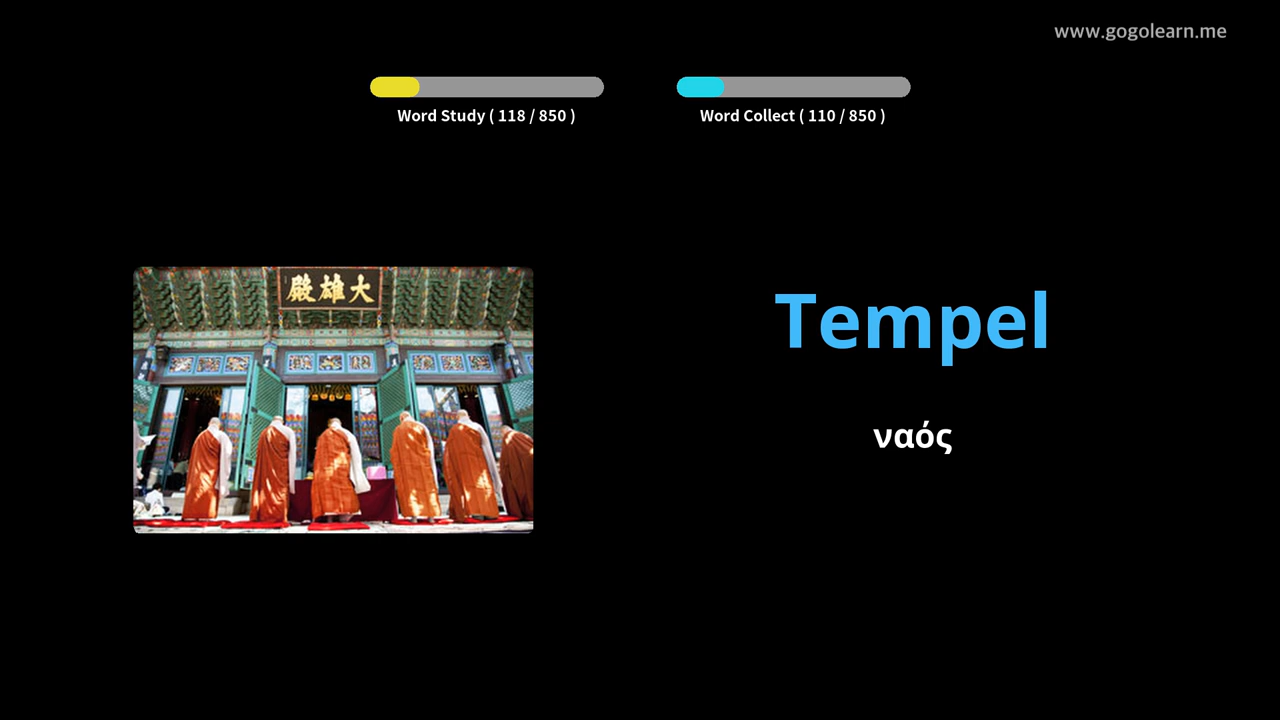 www.gogolearn.me
Word Study ( 118 / 850 )
Word Collect ( 110 / 850 )
殿雄大
Tempel
ναός